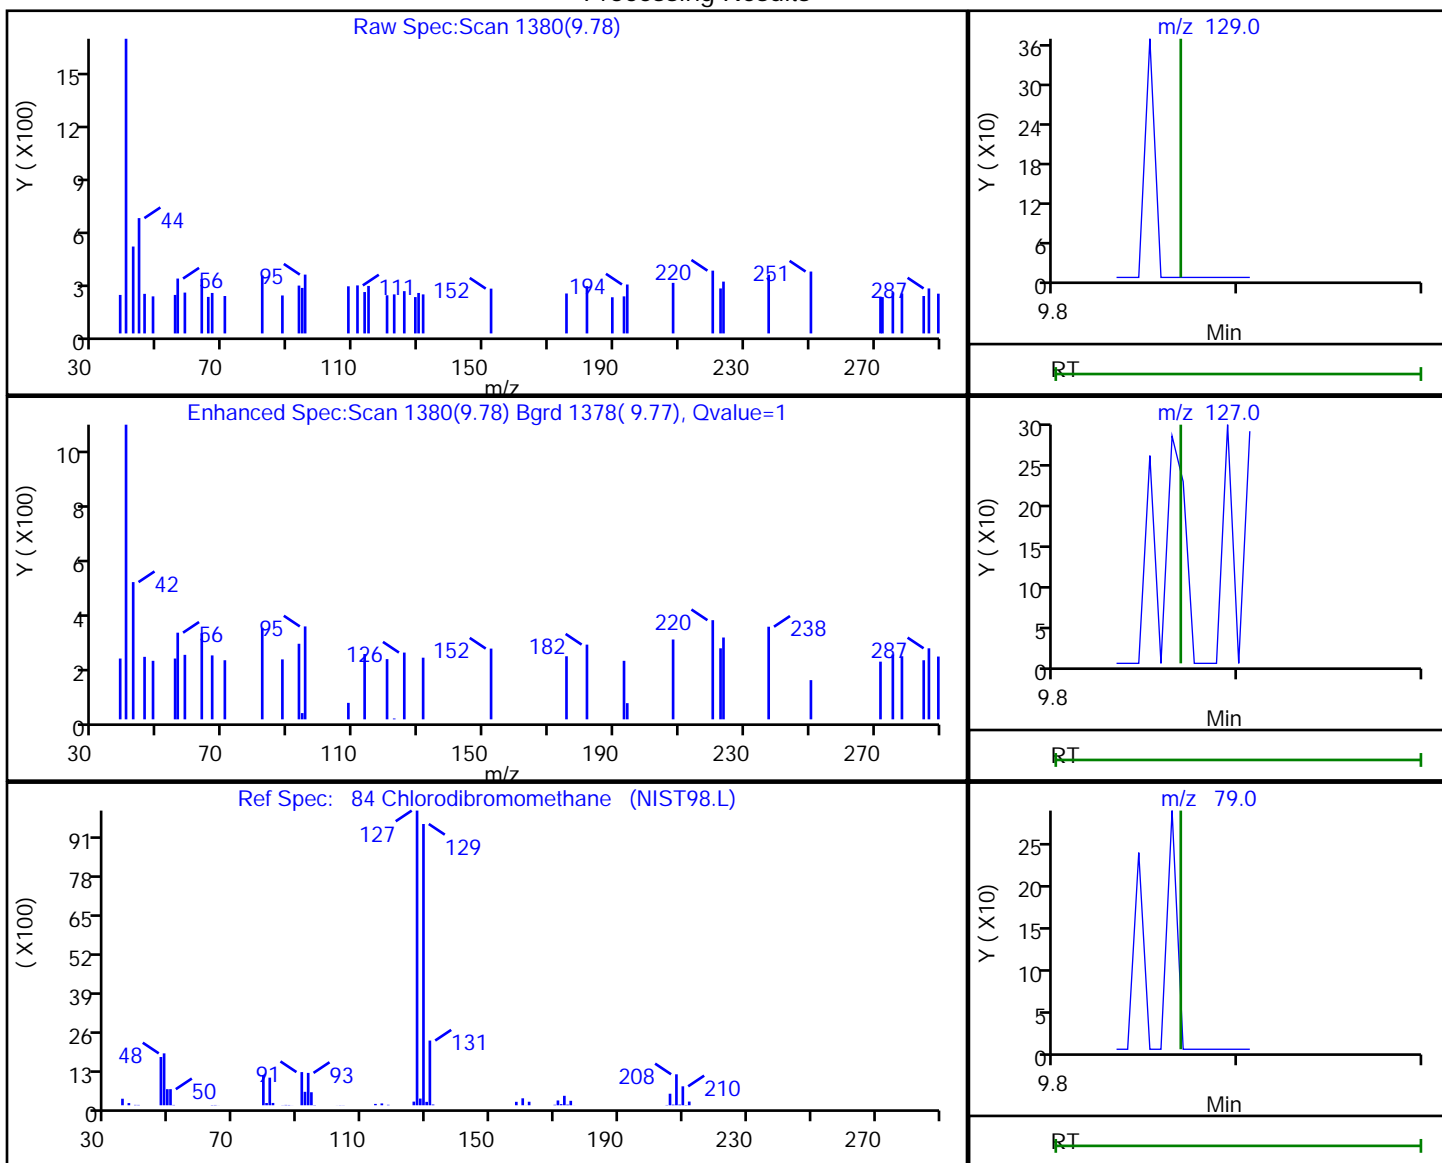 Processing Results
Raw Spec:Scan 1380(9.78)
Y ( X100)
15
12
9
6
3
0
44
56
95
111
152
194
220
251
287
30 70 110 150 190 230 270
m/z
m/z 129.0
Y ( X10)
36
30
24
18
12
6
0
9.8
Min
RT
Enhanced Spec:Scan 1380(9.78) Bgrd 1378( 9.77), Qvalue=1
Y ( X100)
10
8
6
4
2
0
42
56
95
126
152
182
220
238
287
30 70 110 150 190 230 270
m/z
m/z 127.0
Y ( X10)
30
25
20
15
10
5
0
9.8
Min
RT
Ref Spec: 84 Chlorodibromomethane (NIST98.L)
( X100)
91
78
65
52
39
26
13
0
127
129
131
48
50
91
93
208
210
30 70 110 150 190 230 270
m/z 79.0
Y ( X10)
25
20
15
10
5
0
9.8
Min
RT